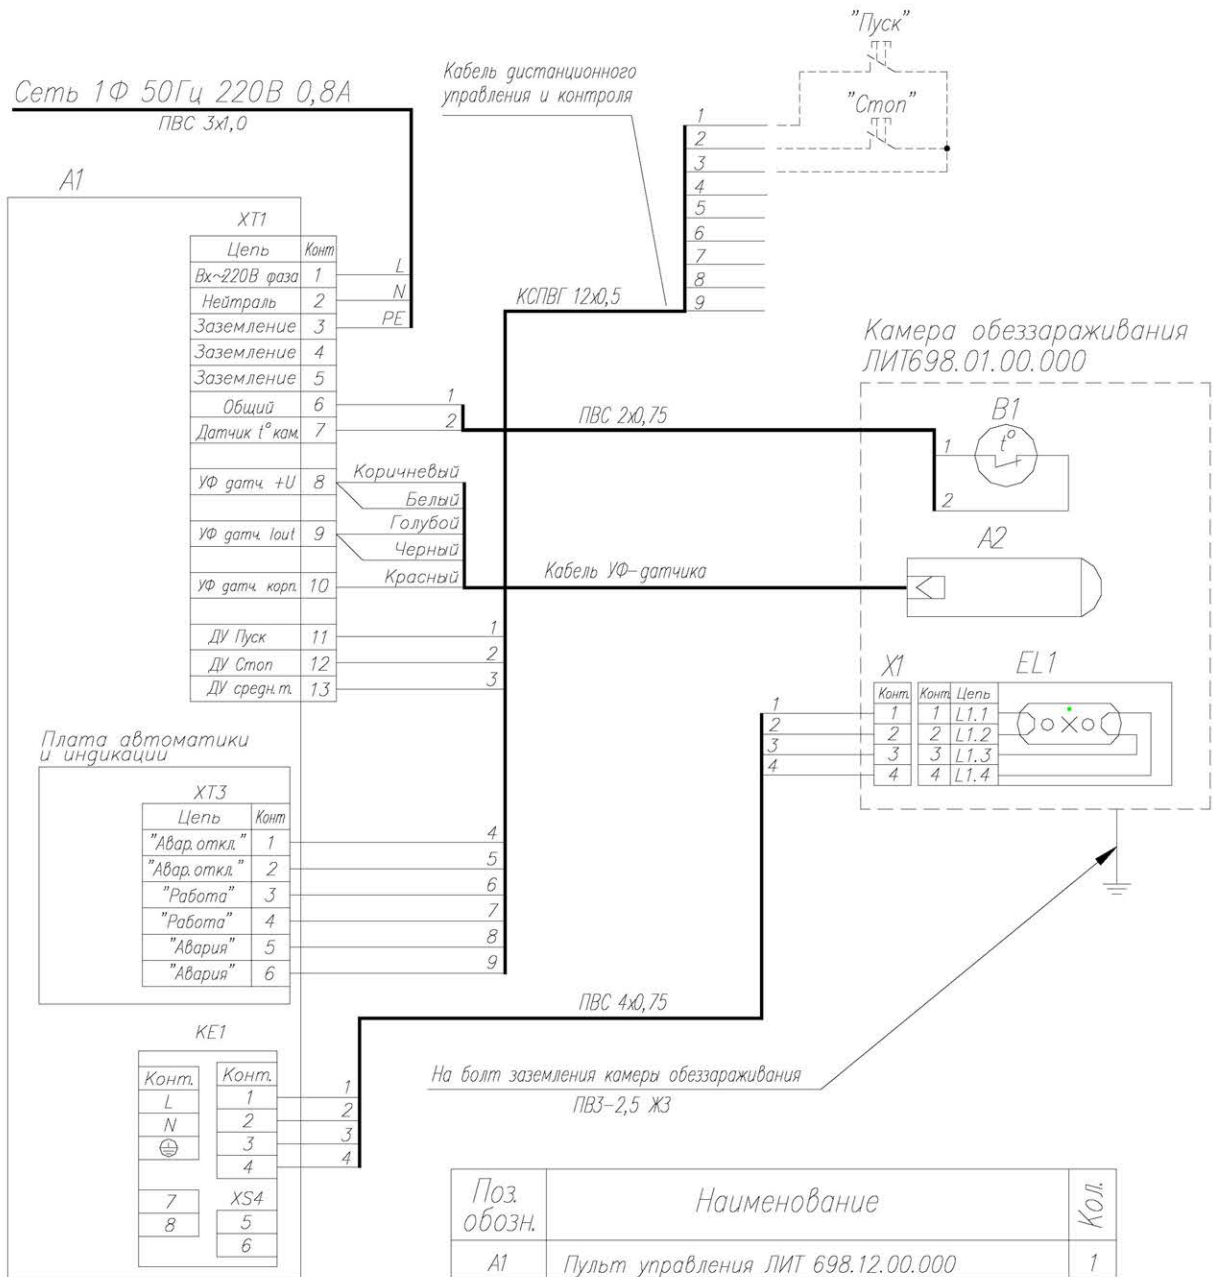 "Пуск"
Кабель дистанционного
управления и контроля
Сеть 1Ф 50Гц 220В 0,8А
ПВС 3х1,0
"Стоп"
1
2
3
4
5
6
7
8
9
А1
ХТ1
Цепь Конт
Вх~220В фаза 1 L
Нейтраль 2 N
Заземление 3 PE
Заземление 4
Заземление 5
Общий 6 1
Датчик t° кам. 7 2
УФ датч. +U 8
УФ датч. Iout 9
УФ датч. корп. 10
ДУ Пуск 11 1
ДУ Стоп 12 2
ДУ средн.т. 13 3
Коричневый
Белый
Голубой
Черный
Красный
КСПВГ 12х0,5
ПВС 2х0,75
Кабель УФ-датчика
Камера обеззараживания
ЛИТ698.01.00.000
В1
t°
1
2
А2
Х1
EL1
Конт. Конт. Цепь
1 1 1 L1.1
2 2 2 L1.2
3 3 3 L1.3
4 4 4 L1.4
Плата автоматики
и индикации
ХТ3
Цепь Конт
"Авар. откл." 1 4
"Авар. откл." 2 5
"Работа" 3 6
"Работа" 4 7
"Авария" 5 8
"Авария" 6 9
ПВС 4х0,75
КЕ1
Конт. Конт.
L 1 1
N 2 2
3 3
4 4
7 XS4
8 5
6
На болт заземления камеры обеззараживания
ПВ3-2,5 ЖЗ
Поз. обозн. Наименование Кол.
А1 Пульт управления ЛИТ 698.12.00.000 1